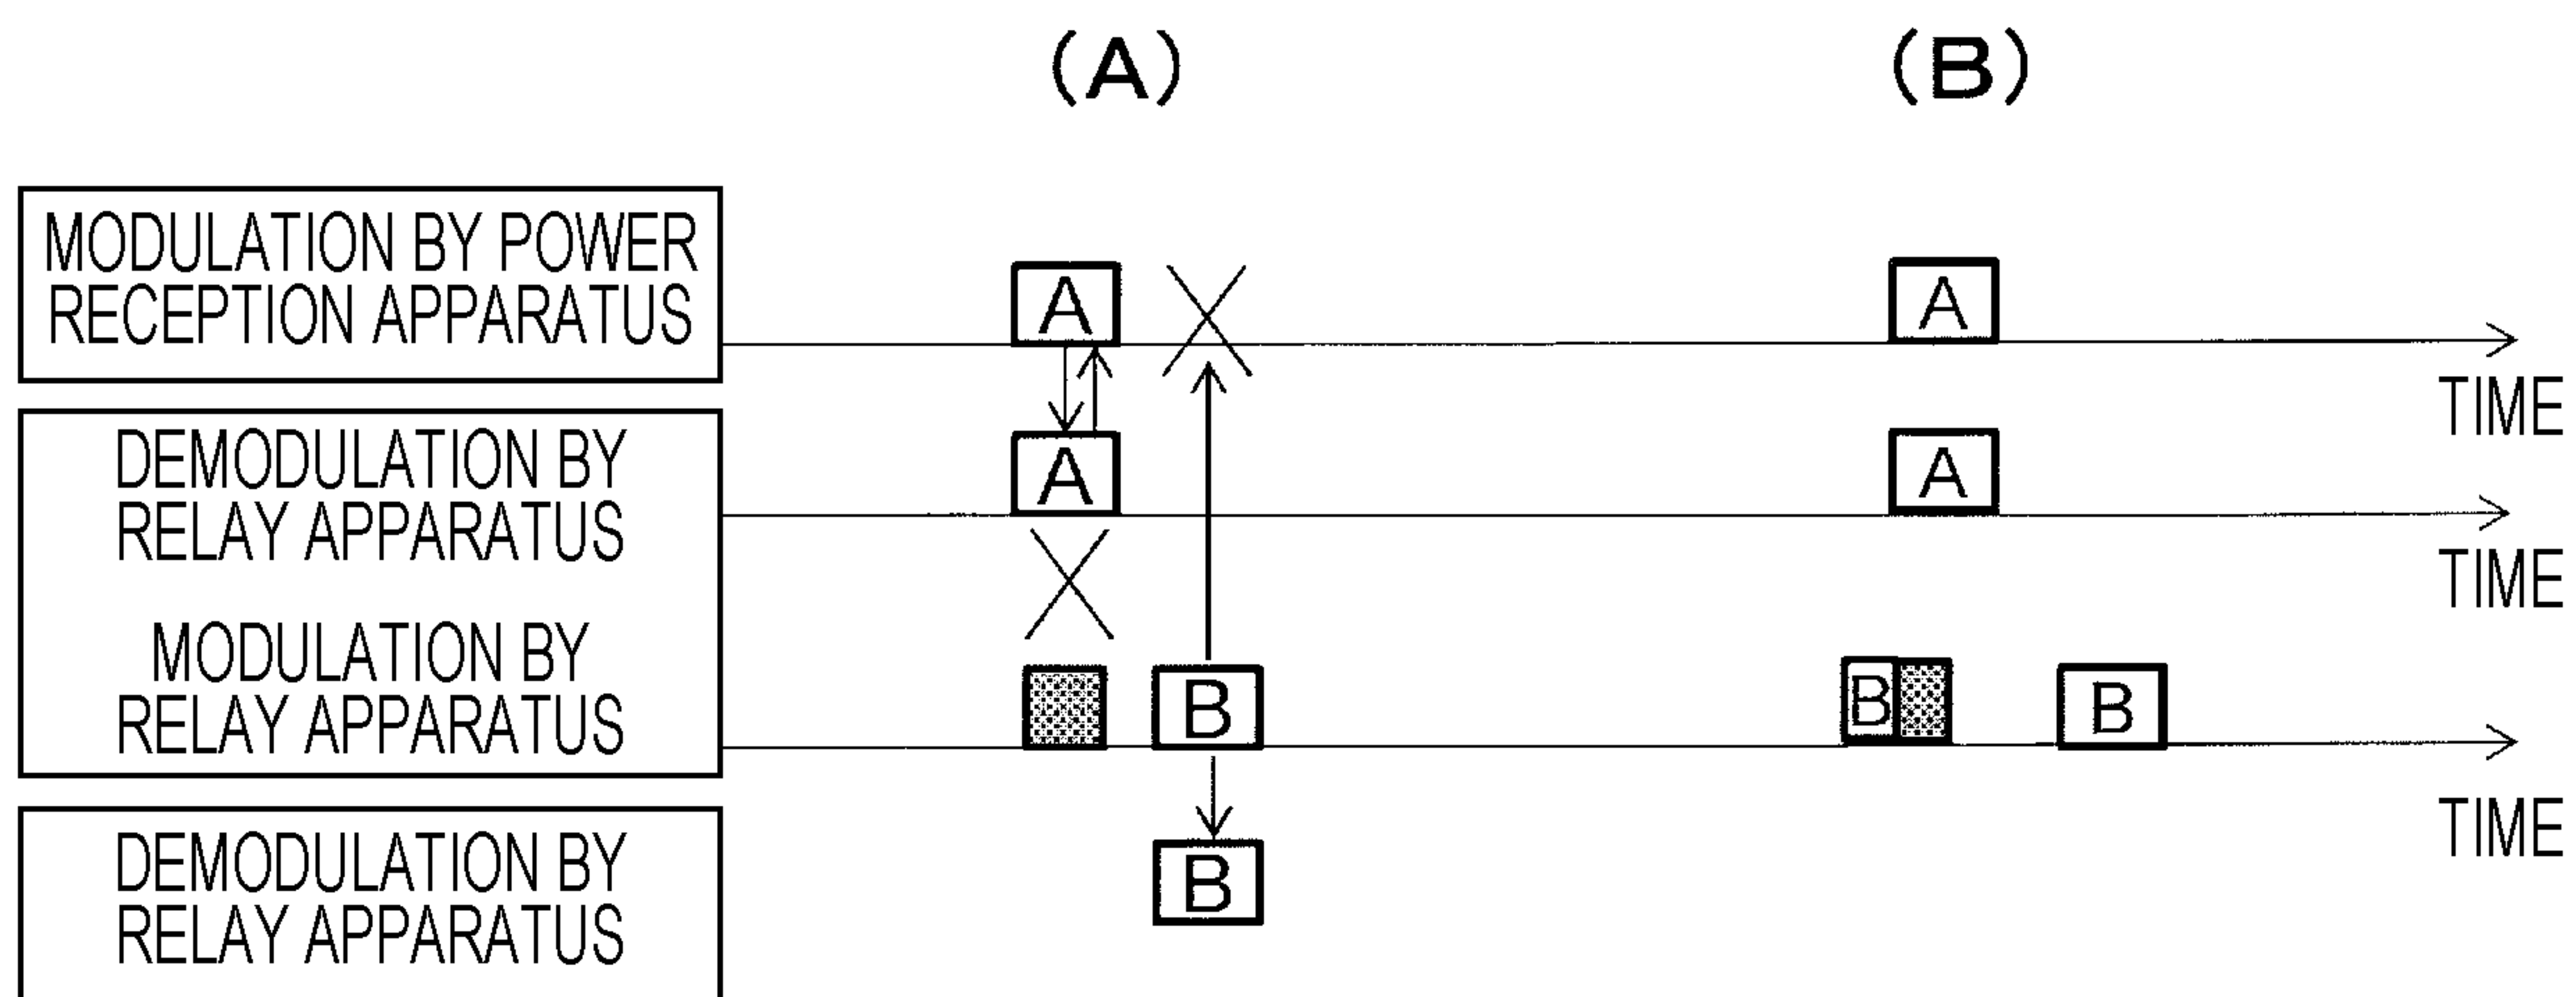 (A)
(B)
MODULATION BY POWER
RECEPTION APPARATUS
A
A
TIME
DEMODULATION BY
RELAY APPARATUS
A
A
TIME
MODULATION BY
RELAY APPARATUS
B
B
B
TIME
DEMODULATION BY
RELAY APPARATUS
B